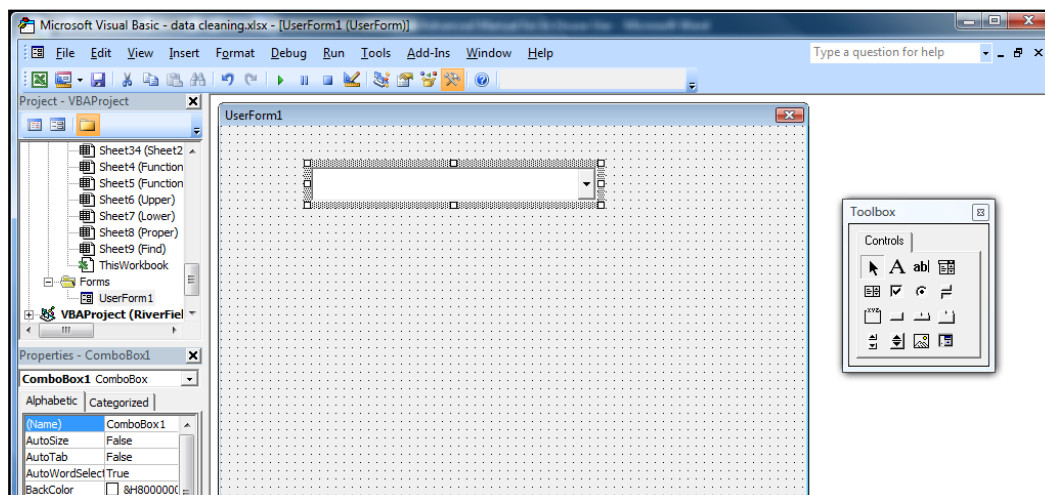 Microsoft Visual Basic - data cleaning.xlsx - [UserForm1 (UserForm)]
File Edit View Insert Format Debug Run Tools Add-Ins Window Help
Type a question for help
Project - VBAProject
Sheet34 (Sheet2
Sheet4 (Function
Sheet5 (Function
Sheet6 (Upper)
Sheet7 (Lower)
Sheet8 (Proper)
Sheet9 (Find)
ThisWorkbook
Forms
UserForm1
VBAProject (RiverFiel
Properties - ComboBox1
ComboBox1 ComboBox
Alphabetic Categorized
(Name) ComboBox1
AutoSize False
AutoTab False
AutoWordSelect True
BackColor &H8000000
UserForm1
Toolbox
Controls
A ab
XYZ